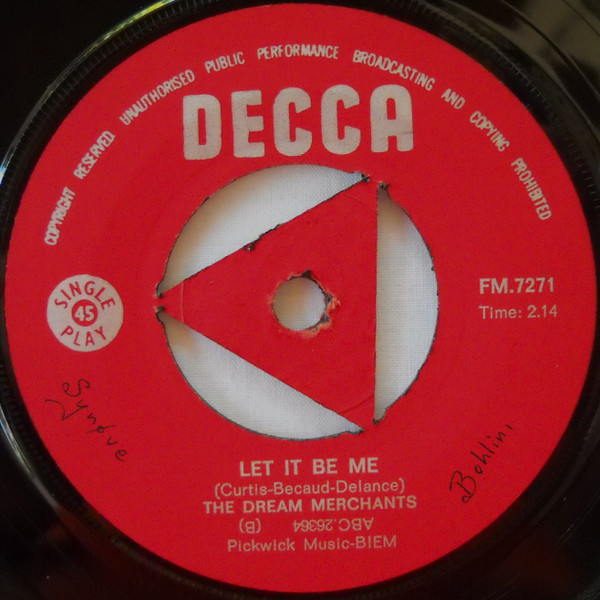 COPYRIGHT RESERVED UNAUTHORISED PUBLIC PERFORMANCE BROADCASTING AND COPYING PROHIBITED
DECCA
SINGLE
45
PLAY
FM.7271
Time: 2.14
Synöve
Bohlin,
LET IT BE ME
(Curtis-Becaud-Delance)
THE DREAM MERCHANTS
ABC.26364 (B)
Pickwick Music-BIEM